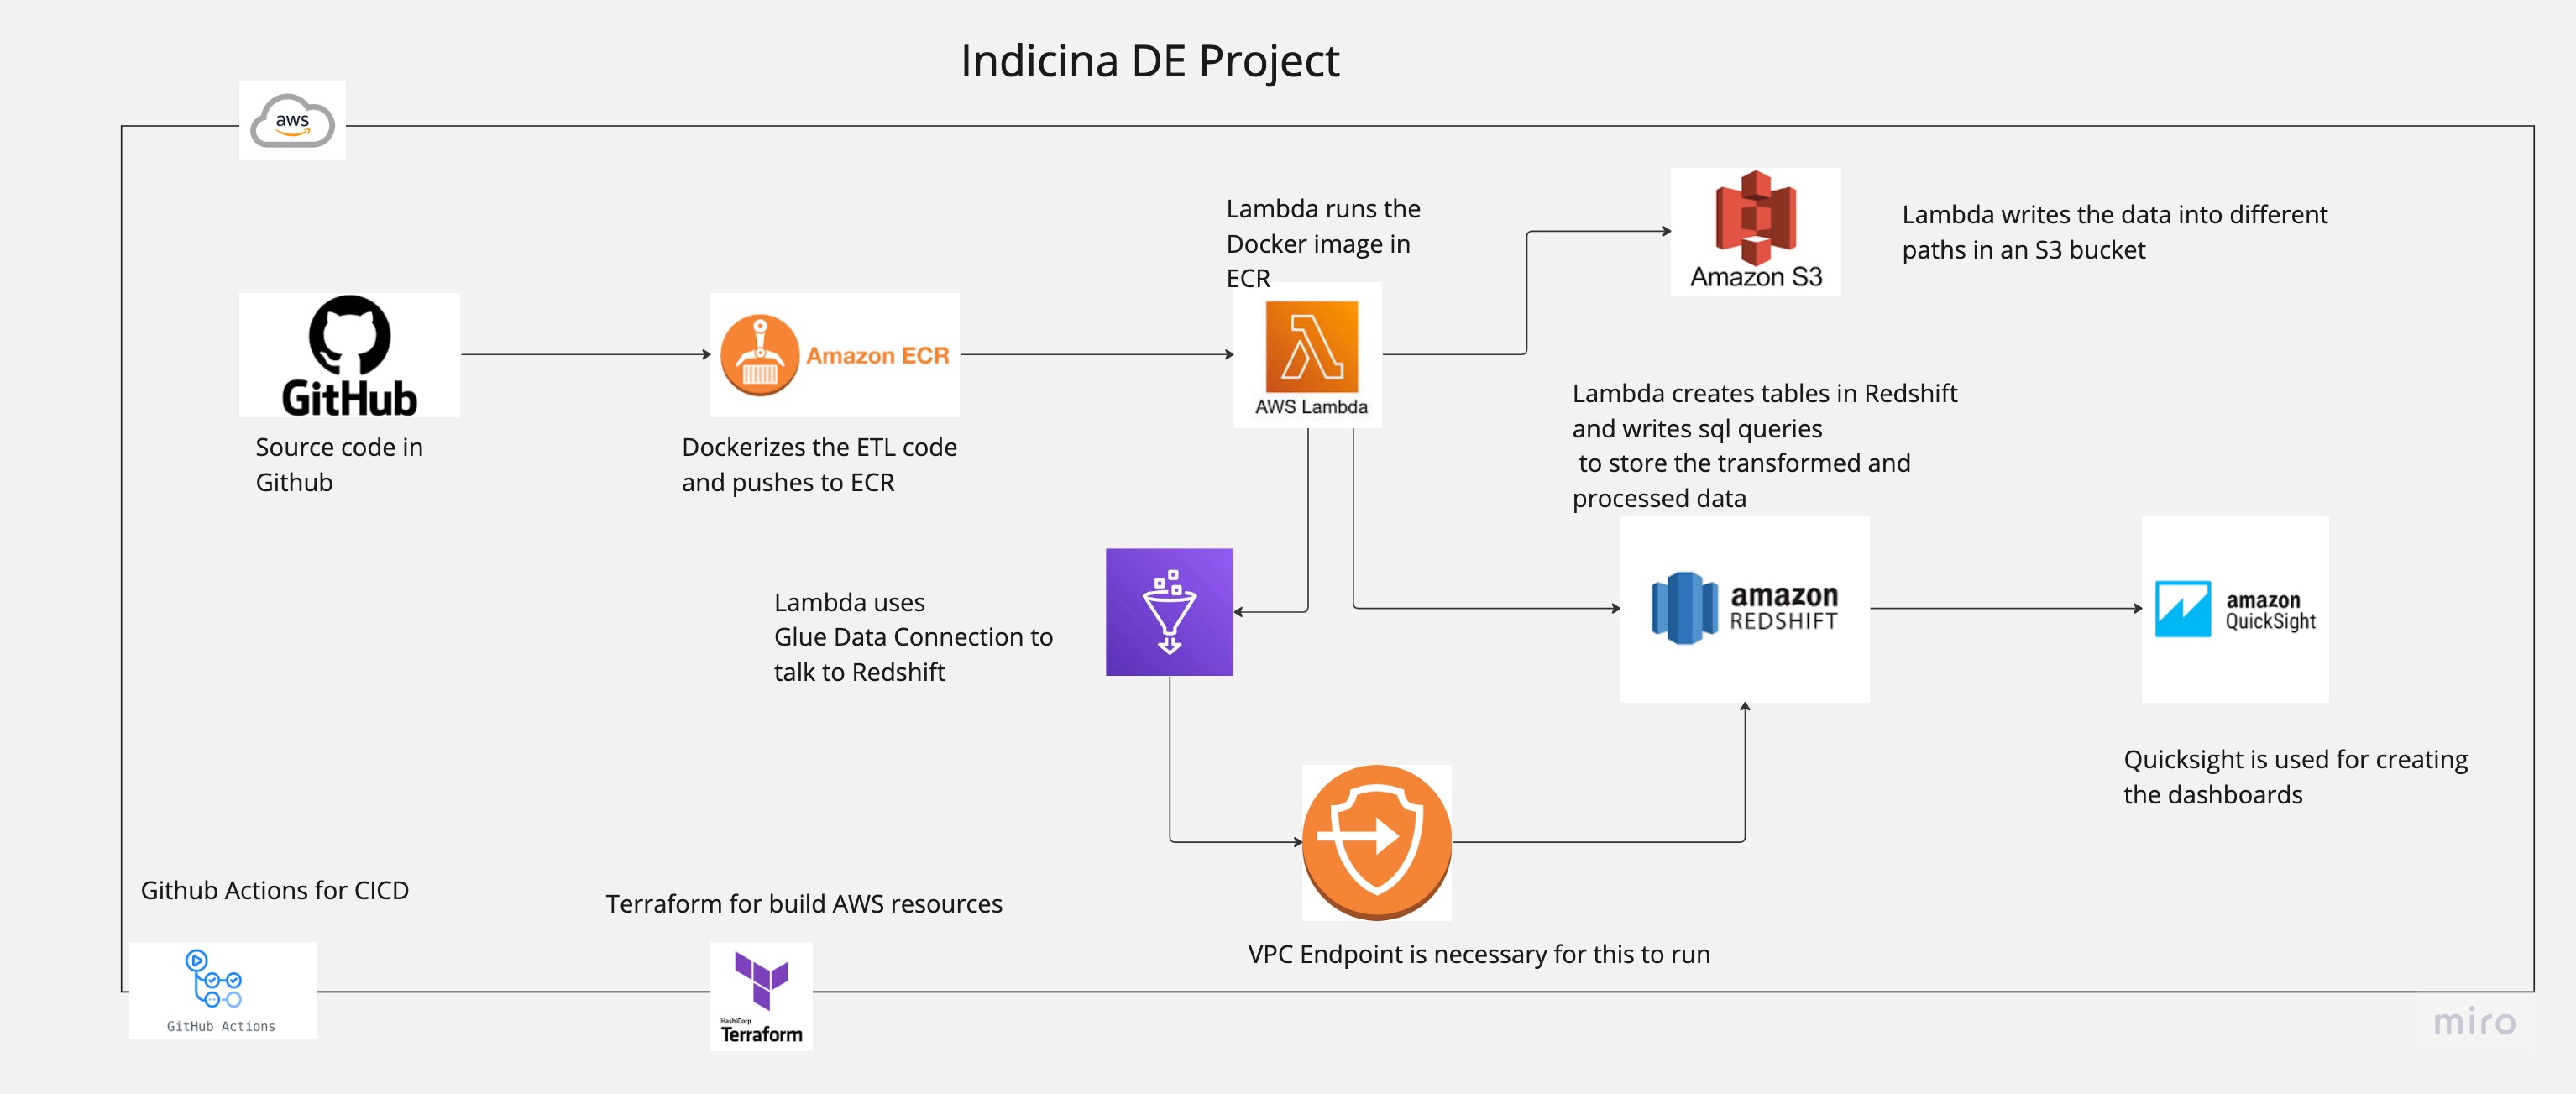 Indicina DE Project
aws
Lambda runs the
Docker image in
ECR
Amazon S3
Lambda writes the data into different
paths in an S3 bucket
GitHub
Source code in
Github
Amazon ECR
Dockerizes the ETL code
and pushes to ECR
AWS Lambda
Lambda creates tables in Redshift
and writes sql queries
to store the transformed and
processed data
Lambda uses
Glue Data Connection to
talk to Redshift
amazon
REDSHIFT
amazon
QuickSight
Quicksight is used for creating
the dashboards
VPC Endpoint is necessary for this to run
Github Actions for CICD
GitHub Actions
Terraform for build AWS resources
HashiCorp
Terraform
miro